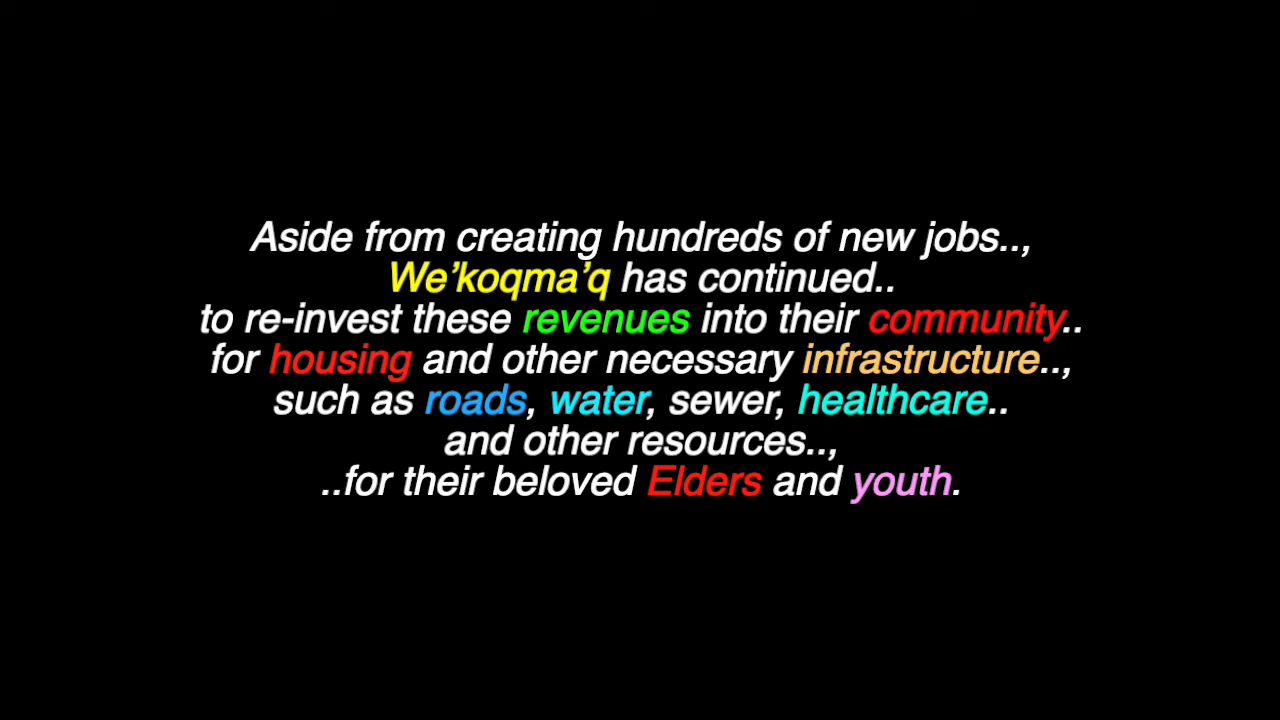 Aside from creating hundreds of new jobs..,
We’koqma’q has continued..
to re-invest these revenues into their community..
for housing and other necessary infrastructure..,
such as roads, water, sewer, healthcare..
and other resources..,
..for their beloved Elders and youth.